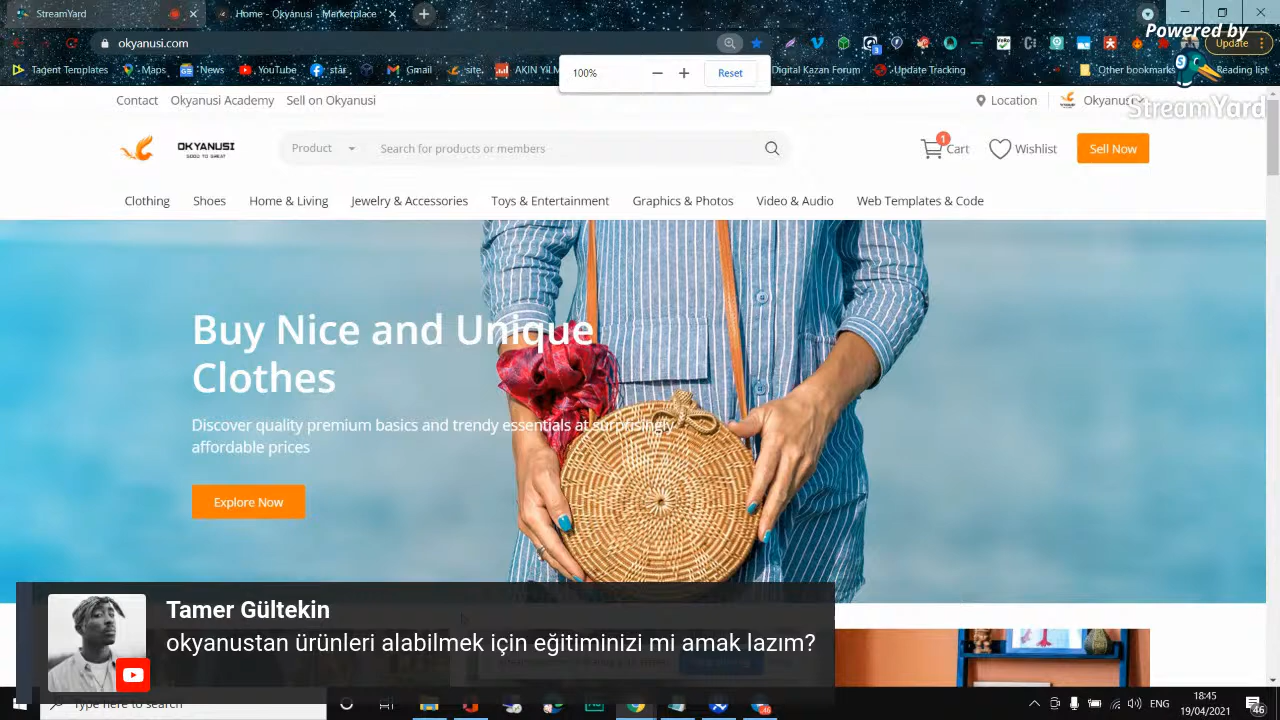 StreamYard
Home - Okyanusi - Marketplace
Powered by
okyanusi.com
Update
Tagent Templates
Maps
News
YouTube
star
Gmail
site.
100%
Reset
Digital Kazan Forum
Update Tracking
Other bookmarks
Reading list
StreamYard
Contact
Okyanusi Academy
Sell on Okyanusi
Location
OKYANUSI
GOOD TO GREAT
Product
Search for products or members
1
Cart
Wishlist
Sell Now
Clothing
Shoes
Home & Living
Jewelry & Accessories
Toys & Entertainment
Graphics & Photos
Video & Audio
Web Templates & Code
Buy Nice and Unique
Clothes
Discover quality premium basics and trendy essentials at surprisingly
affordable prices
Explore Now
Tamer Gültekin
okyanustan ürünleri alabilmek için eğitiminizi mi amak lazım?
Type here to search
ENG
18:45
19/04/2021
46